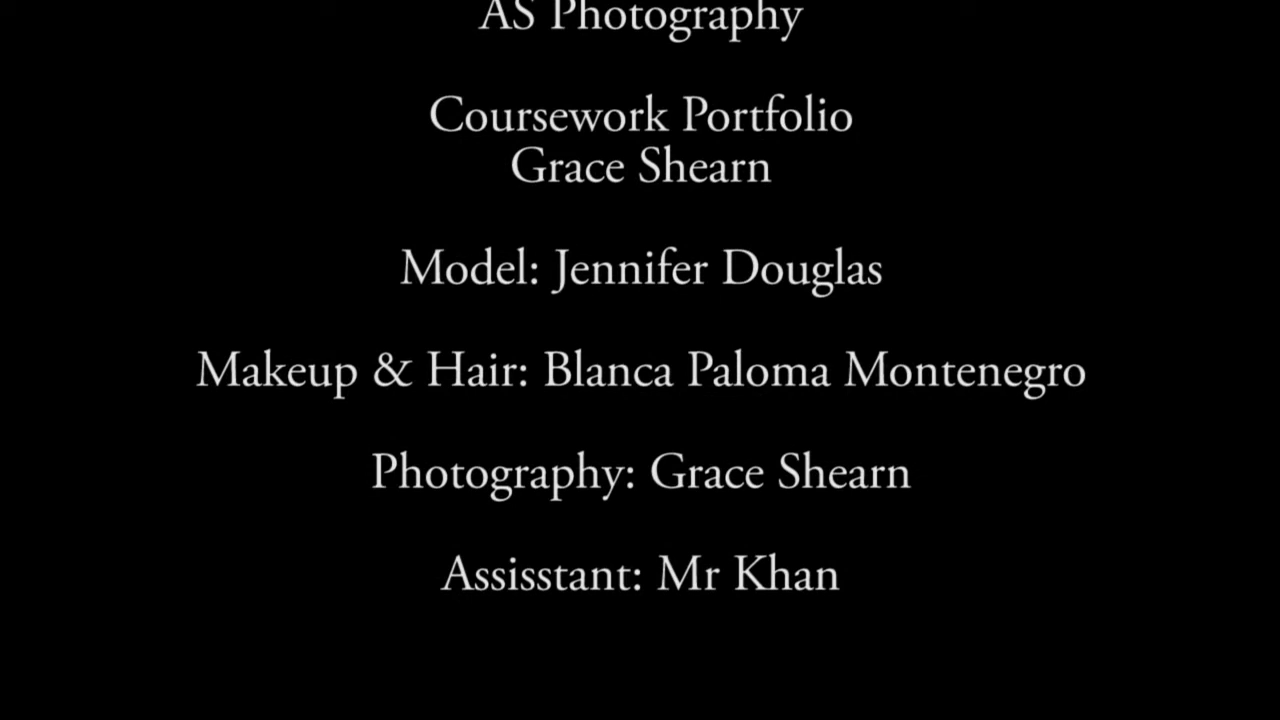 AS Photography
Coursework Portfolio
Grace Shearn
Model: Jennifer Douglas
Makeup & Hair: Blanca Paloma Montenegro
Photography: Grace Shearn
Assisstant: Mr Khan